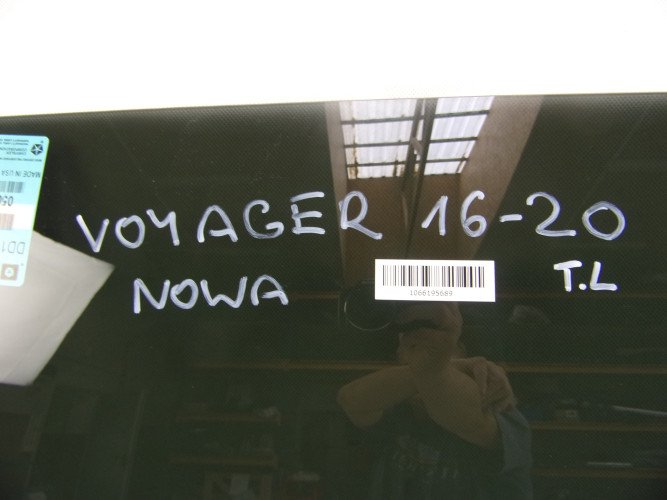 VOYAGER 16-20
NOWA
T.L
1066195689
MADE IN USA